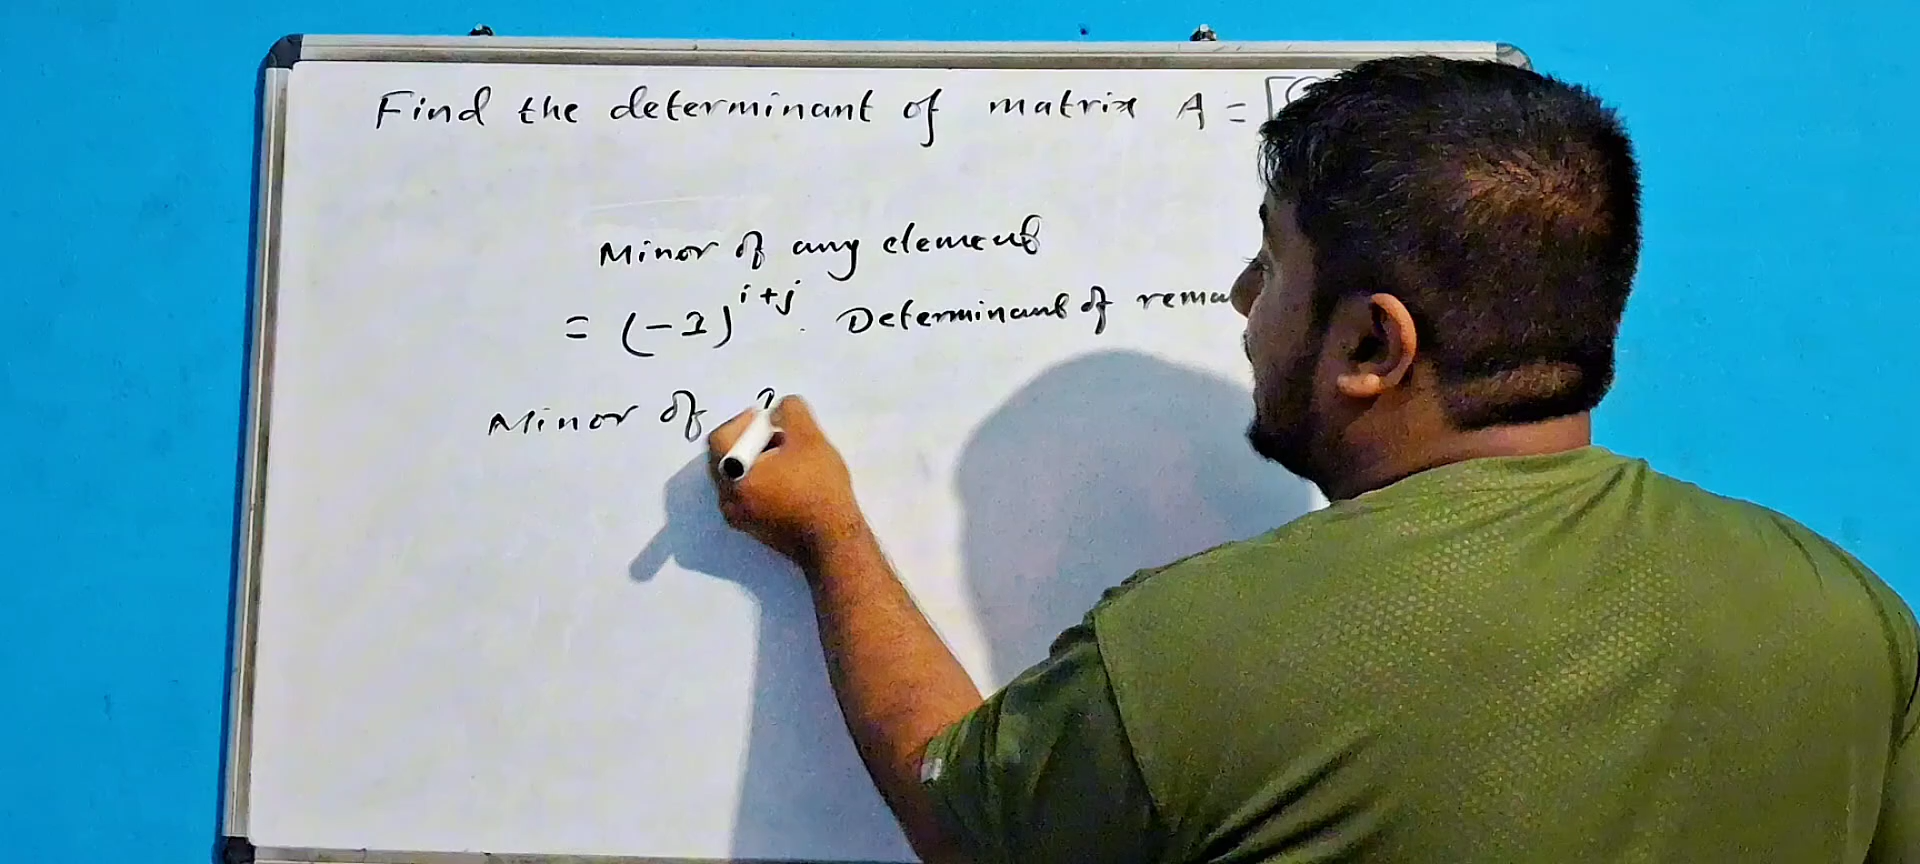 Find the determinant of matrix A = [
Minor of any element
= (-1)^{i+j} . Determinant of
Minor of